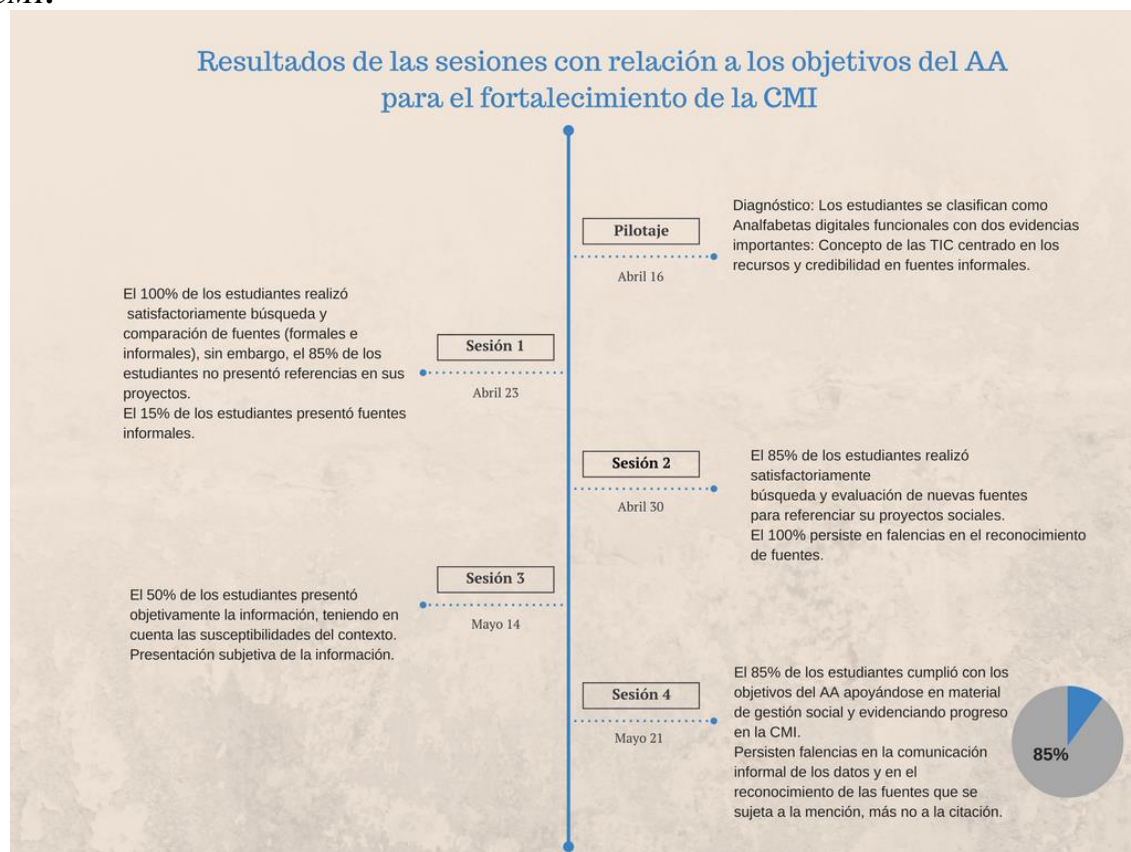 CMI.
Resultados de las sesiones con relación a los objetivos del AA
para el fortalecimiento de la CMI
Pilotaje
Abril 16
Diagnóstico: Los estudiantes se clasifican como
Analfabetas digitales funcionales con dos evidencias
importantes: Concepto de las TIC centrado en los
recursos y credibilidad en fuentes informales.
El 100% de los estudiantes realizó
satisfactoriamente búsqueda y
comparación de fuentes (formales e
informales), sin embargo, el 85% de los
estudiantes no presentó referencias en sus
proyectos.
El 15% de los estudiantes presentó fuentes
informales.
Sesión 1
Abril 23
Sesión 2
Abril 30
El 85% de los estudiantes realizó
satisfactoriamente
búsqueda y evaluación de nuevas fuentes
para referenciar su proyectos sociales.
El 100% persiste en falencias en el reconocimiento
de fuentes.
El 50% de los estudiantes presentó
objetivamente la información, teniendo en
cuenta las susceptibilidades del contexto.
Presentación subjetiva de la información.
Sesión 3
Mayo 14
Sesión 4
Mayo 21
El 85% de los estudiantes cumplió con los
objetivos del AA apoyándose en material
de gestión social y evidenciando progreso
en la CMI.
Persisten falencias en la comunicación
informal de los datos y en el
reconocimiento de las fuentes que se
sujeta a la mención, más no a la citación.
85%